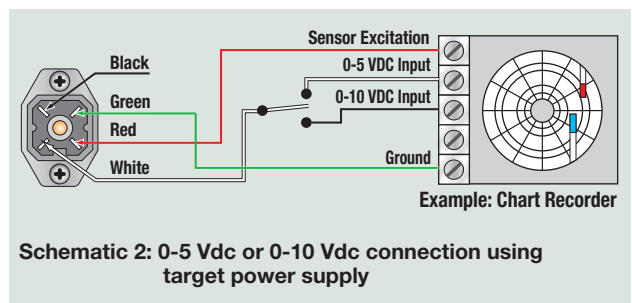 Sensor Excitation
Black
0-5 VDC Input
Green
0-10 VDC Input
Red
White
Ground
Example: Chart Recorder
Schematic 2: 0-5 Vdc or 0-10 Vdc connection using
target power supply